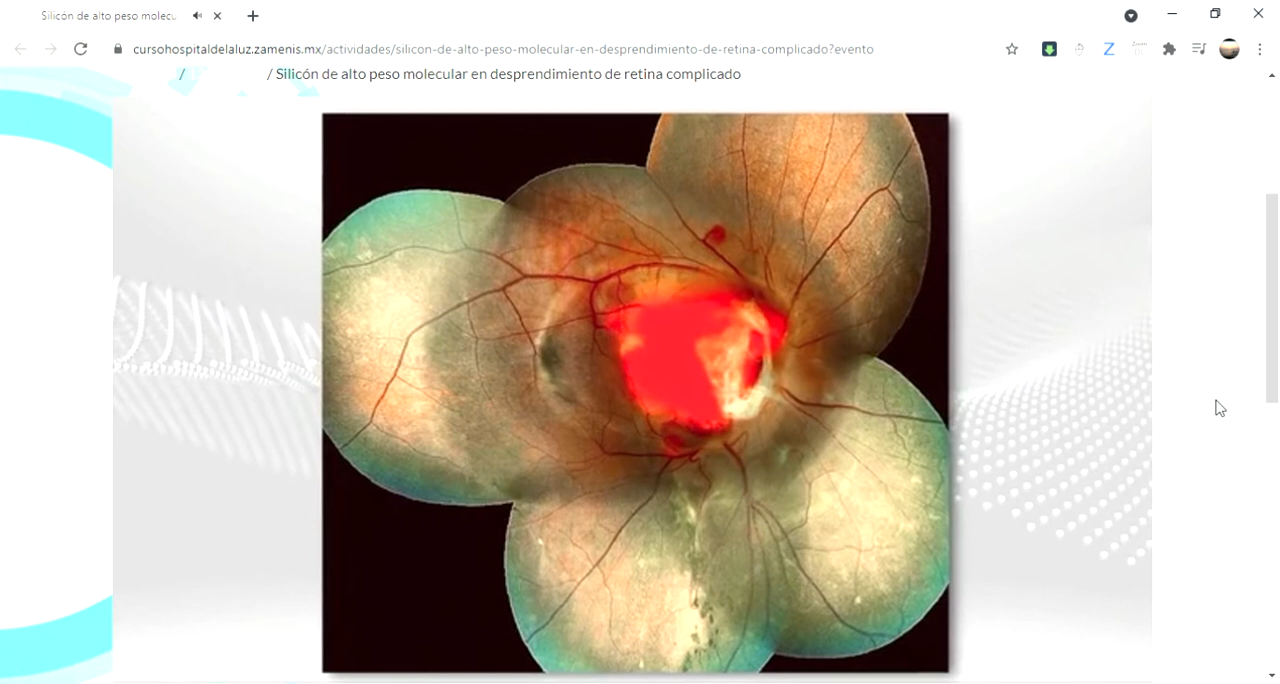 Silicón de alto peso molecu
cursohospitaldelaluz.zamenis.mx/actividades/silicon-de-alto-peso-molecular-en-desprendimiento-de-retina-complicado?evento
/ / Silicón de alto peso molecular en desprendimiento de retina complicado